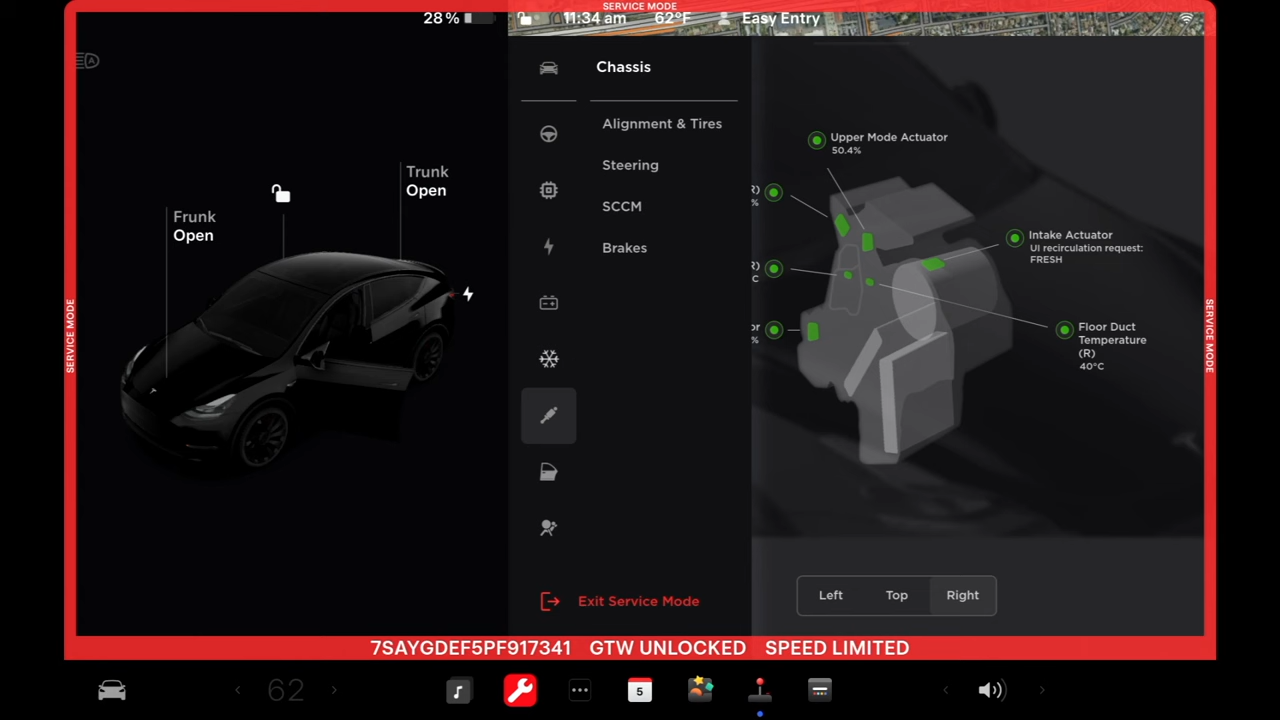 SERVICE MODE
28 %
11:34 am
62°F
Easy Entry
A
Chassis
Alignment & Tires
Steering
SCCM
Brakes
Exit Service Mode
Trunk
Open
Frunk
Open
Upper Mode Actuator
50.4%
R)
%
Intake Actuator
UI recirculation request:
FRESH
R)
C
or
%
Floor Duct
Temperature
(R)
40°C
Left
Top
Right
SERVICE MODE
SERVICE MODE
7SAYGDEF5PF917341 GTW UNLOCKED SPEED LIMITED
62
5